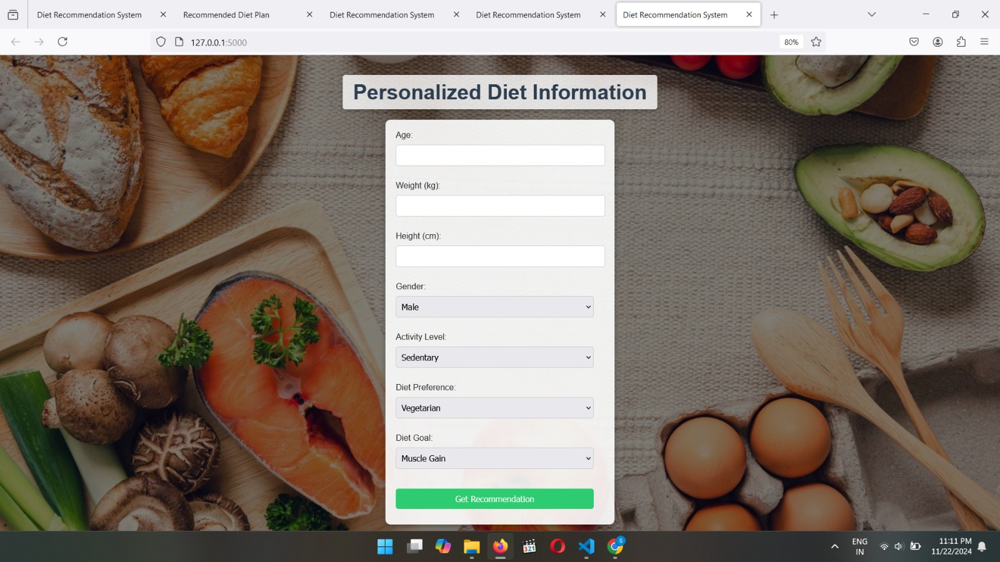 Diet Recommendation System
Recommended Diet Plan
Diet Recommendation System
Diet Recommendation System
Diet Recommendation System
127.0.0.1:5000
80%
Personalized Diet Information
Age:
Weight (kg):
Height (cm):
Gender:
Male
Activity Level:
Sedentary
Diet Preference:
Vegetarian
Diet Goal:
Muscle Gain
Get Recommendation
321
S
ENG
IN
11:11 PM
11/22/2024